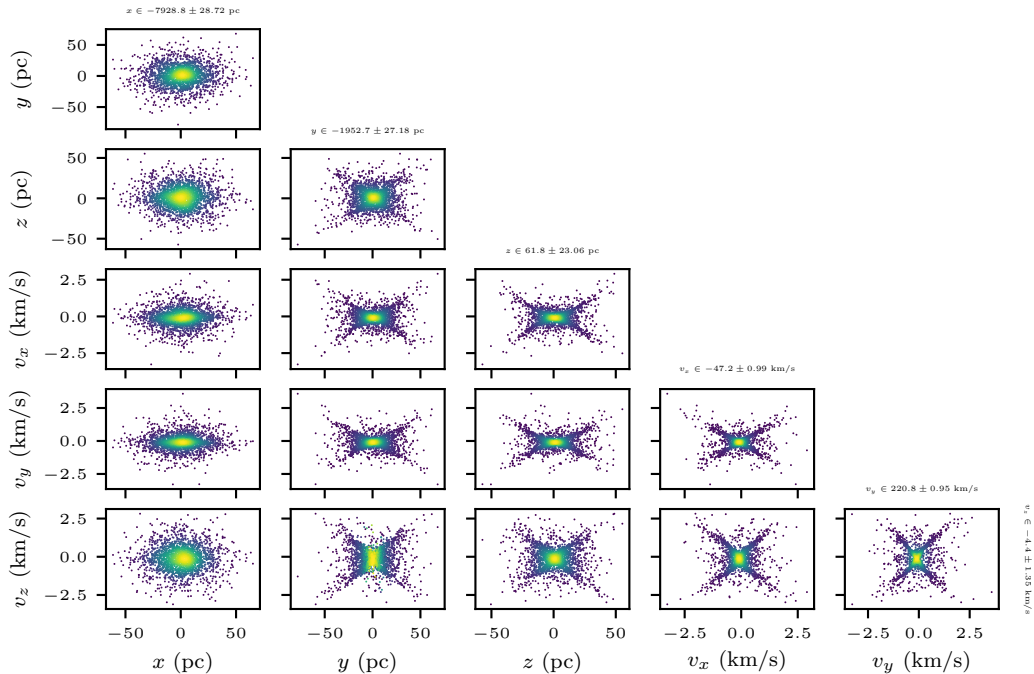 x ∈ −7928.8 ± 28.72 pc
50
0
−50
y (pc)
y ∈ −1952.7 ± 27.18 pc
50
0
−50
z (pc)
z ∈ 61.8 ± 23.06 pc
2.5
0.0
−2.5
v_x (km/s)
v_x ∈ −47.2 ± 0.99 km/s
2.5
0.0
−2.5
v_y (km/s)
v_y ∈ 220.8 ± 0.95 km/s
2.5
0.0
−2.5
v_z (km/s)
v_z ∈ −4.4 ± 1.35 km/s
−50 0 50 −50 0 50 −50 0 50 0.0 2.5 0.0 2.5
x (pc) y (pc) z (pc) v_x (km/s) v_y (km/s)